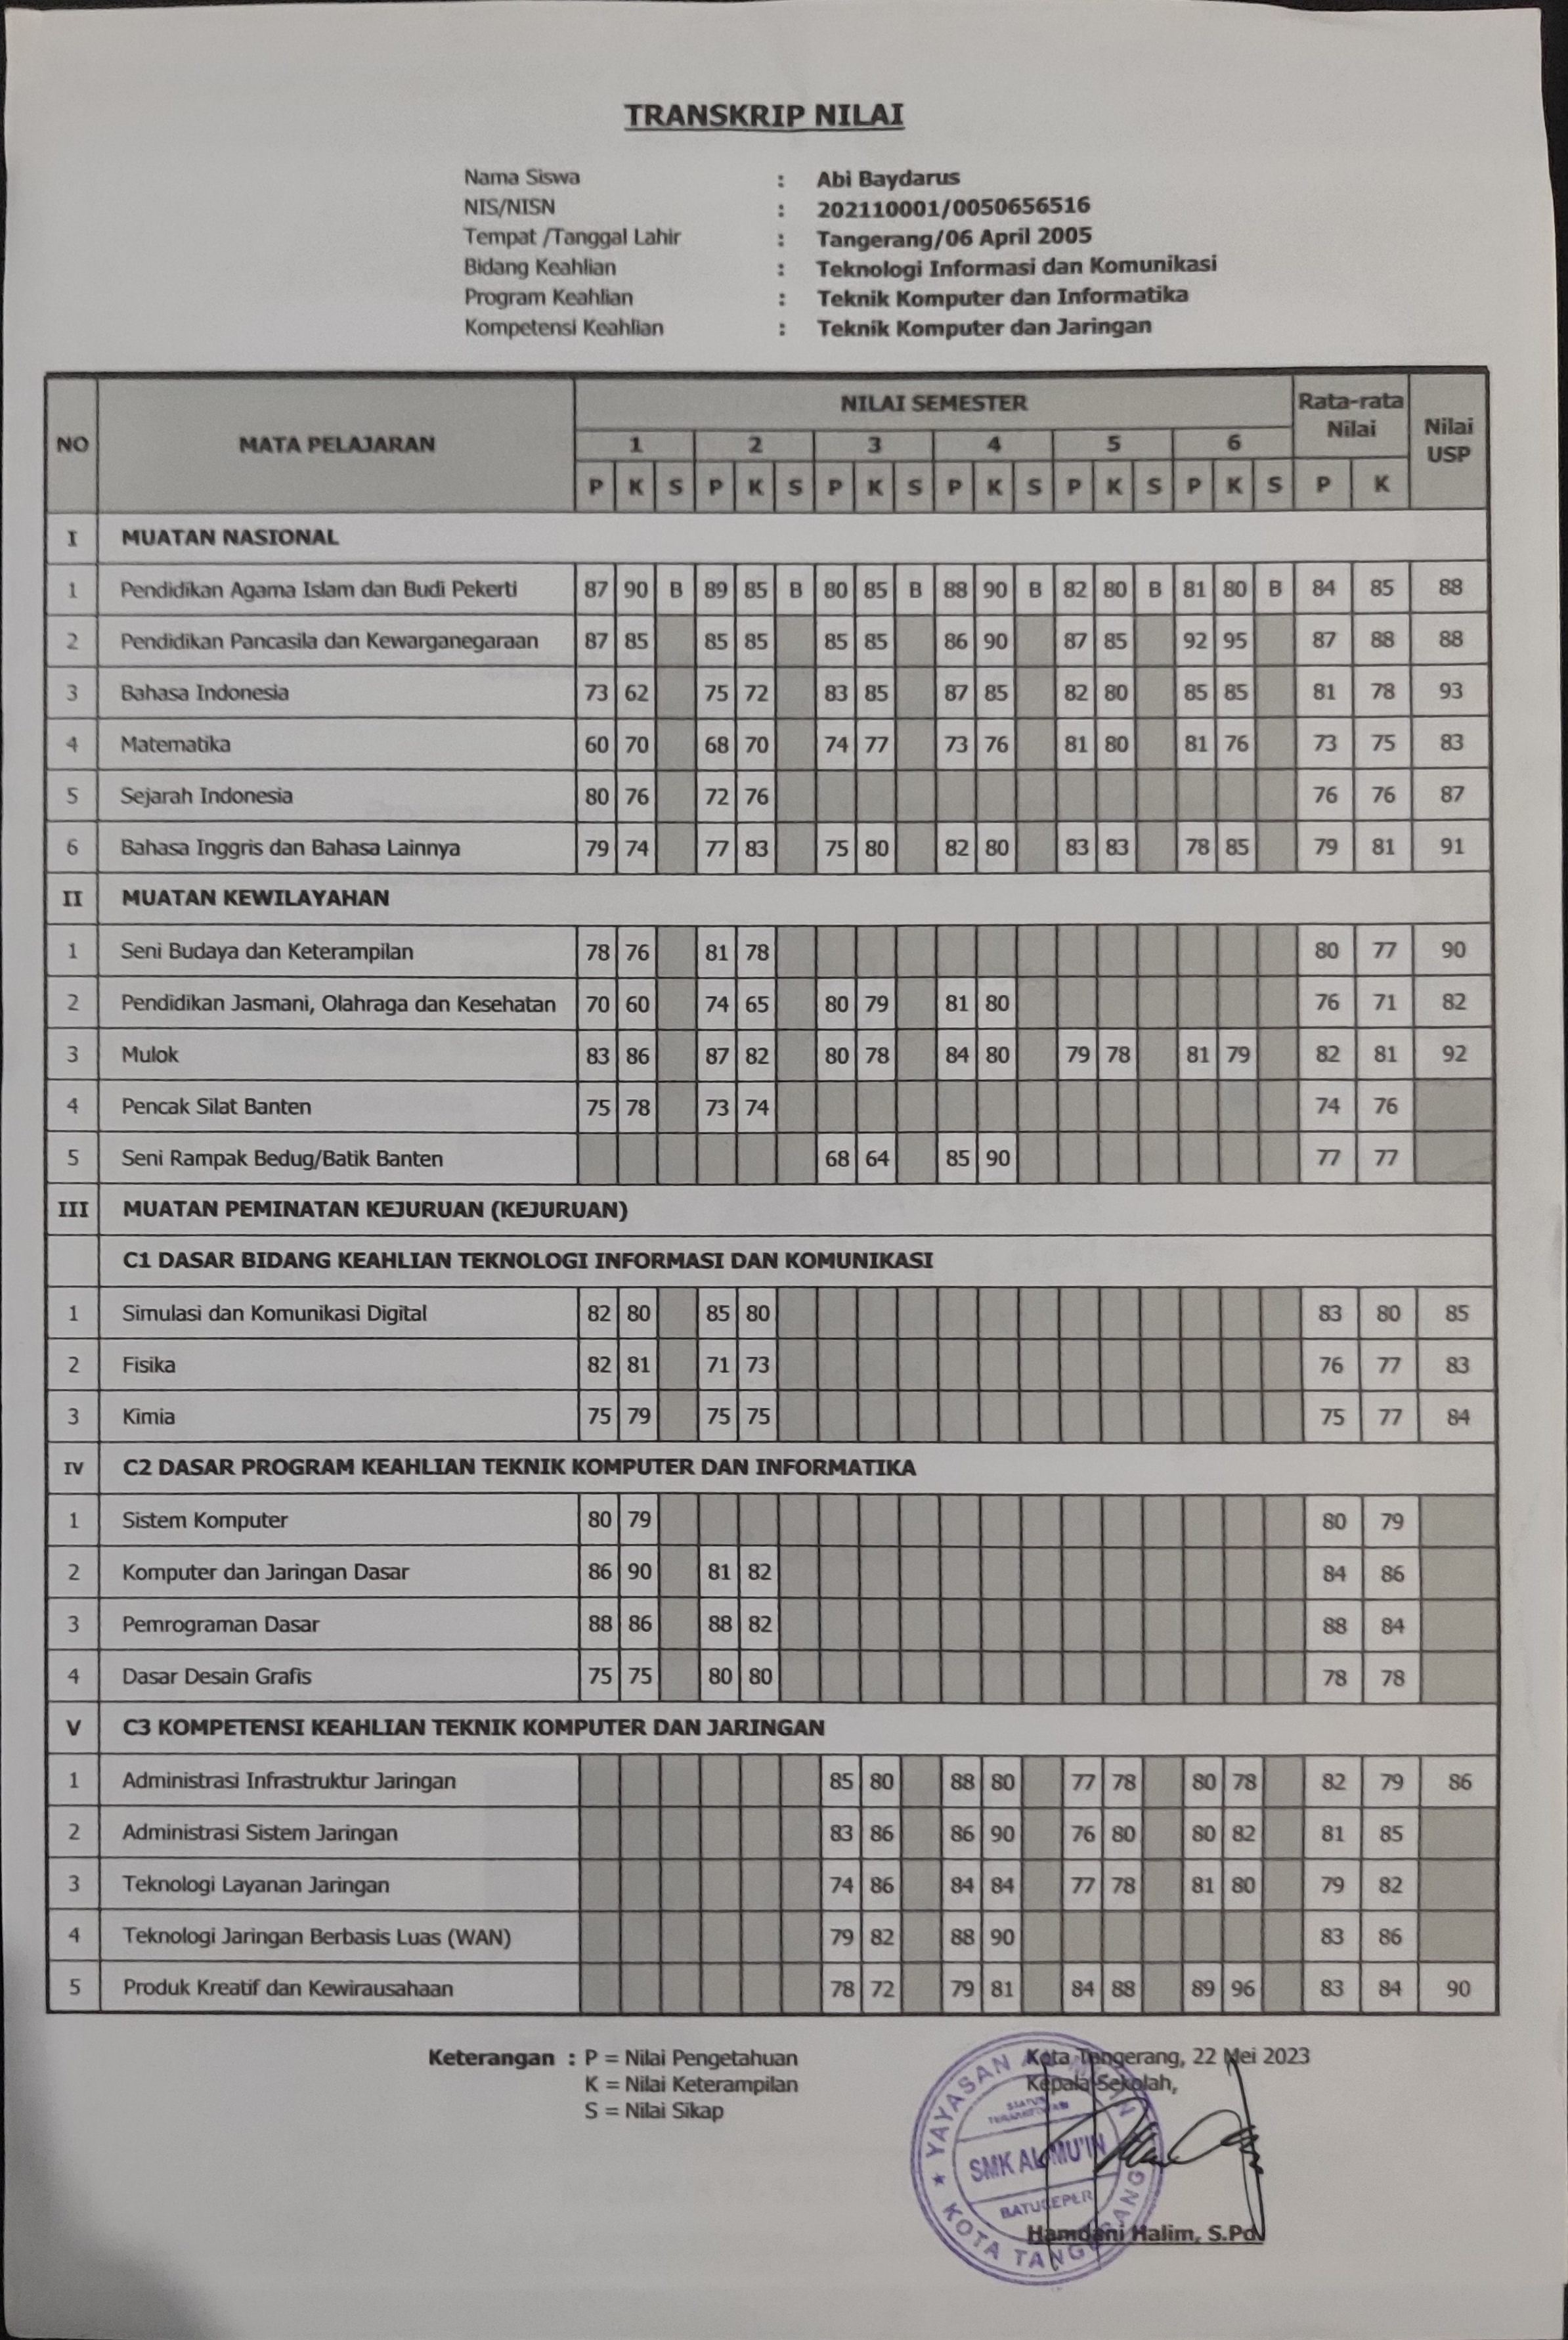 TRANSKRIP NILAI
Nama Siswa : Abi Baydarus
NIS/NISN : 202110001/0050656516
Tempat /Tanggal Lahir : Tangerang/06 April 2005
Bidang Keahlian : Teknologi Informasi dan Komunikasi
Program Keahlian : Teknik Komputer dan Informatika
Kompetensi Keahlian : Teknik Komputer dan Jaringan
NO MATA PELAJARAN NILAI SEMESTER Rata-rata Nilai Nilai USP
1 2 3 4 5 6
P K S P K S P K S P K S P K S P K S P K
I MUATAN NASIONAL
1 Pendidikan Agama Islam dan Budi Pekerti 87 90 B 89 85 B 80 85 B 88 90 B 82 80 B 81 80 B 84 85 88
2 Pendidikan Pancasila dan Kewarganegaraan 87 85 85 85 85 85 86 90 87 85 92 95 87 88 88
3 Bahasa Indonesia 73 62 75 72 83 85 87 85 82 80 85 85 81 78 93
4 Matematika 60 70 68 70 74 77 73 76 81 80 81 76 73 75 83
5 Sejarah Indonesia 80 76 72 76 76 76 87
6 Bahasa Inggris dan Bahasa Lainnya 79 74 77 83 75 80 82 80 83 83 78 85 79 81 91
II MUATAN KEWILAYAHAN
1 Seni Budaya dan Keterampilan 78 76 81 78 80 77 90
2 Pendidikan Jasmani, Olahraga dan Kesehatan 70 60 74 65 80 79 81 80 76 71 82
3 Mulok 83 86 87 82 80 78 84 80 79 78 81 79 82 81 92
4 Pencak Silat Banten 75 78 73 74 74 76
5 Seni Rampak Bedug/Batik Banten 68 64 85 90 77 77
III MUATAN PEMINATAN KEJURUAN (KEJURUAN)
C1 DASAR BIDANG KEAHLIAN TEKNOLOGI INFORMASI DAN KOMUNIKASI
1 Simulasi dan Komunikasi Digital 82 80 85 80 83 80 85
2 Fisika 82 81 71 73 76 77 83
3 Kimia 75 79 75 75 75 77 84
IV C2 DASAR PROGRAM KEAHLIAN TEKNIK KOMPUTER DAN INFORMATIKA
1 Sistem Komputer 80 79 80 79
2 Komputer dan Jaringan Dasar 86 90 81 82 84 86
3 Pemrograman Dasar 88 86 88 82 88 84
4 Dasar Desain Grafis 75 75 80 80 78 78
V C3 KOMPETENSI KEAHLIAN TEKNIK KOMPUTER DAN JARINGAN
1 Administrasi Infrastruktur Jaringan 85 80 88 80 77 78 80 78 82 79 86
2 Administrasi Sistem Jaringan 83 86 86 90 76 80 80 82 81 85
3 Teknologi Layanan Jaringan 74 86 84 84 77 78 81 80 79 82
4 Teknologi Jaringan Berbasis Luas (WAN) 79 82 88 90 83 86
5 Produk Kreatif dan Kewirausahaan 78 72 79 81 84 88 89 96 83 84 90
Keterangan : P = Nilai Pengetahuan
K = Nilai Keterampilan
S = Nilai Sikap
Kota Tangerang, 22 Mei 2023
Kepala Sekolah,
YAYASAN
STATUS
SMK AL-MU'IN
BATUCEPER
KOTA TANGERANG
Hamdani Halim, S.Pd